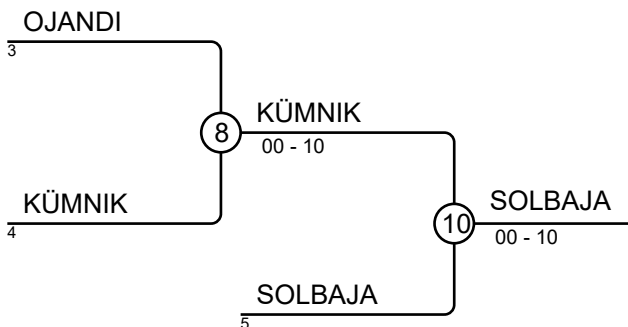 OJANDI
3
8
KÜMNIK
00 - 10
KÜMNIK
4
10
SOLBAJA
00 - 10
SOLBAJA
5